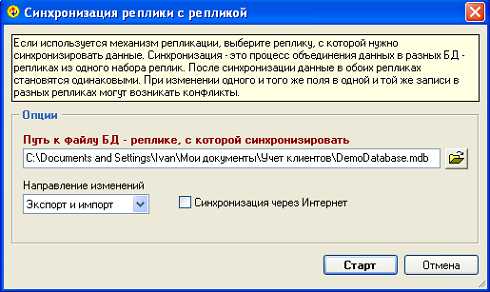 Синхронизация реплики с репликой
Если используется механизм репликации, выберите реплику, с которой нужно
синхронизировать данные. Синхронизация - это процесс объединения данных в разных БД -
репликах из одного набора реплик. После синхронизации данные в обоих репликах
становятся одинаковыми. При изменении одного и того же поля в одной и той же записи в
разных репликах могут возникать конфликты.
Опции
Путь к файлу БД - реплике, с которой синхронизировать
C:\Documents and Settings\Ivan\Мои документы\Учет клиентов\DemoDatabase.mdb
Направление изменений
Экспорт и импорт
Синхронизация через Интернет
Старт
Отмена